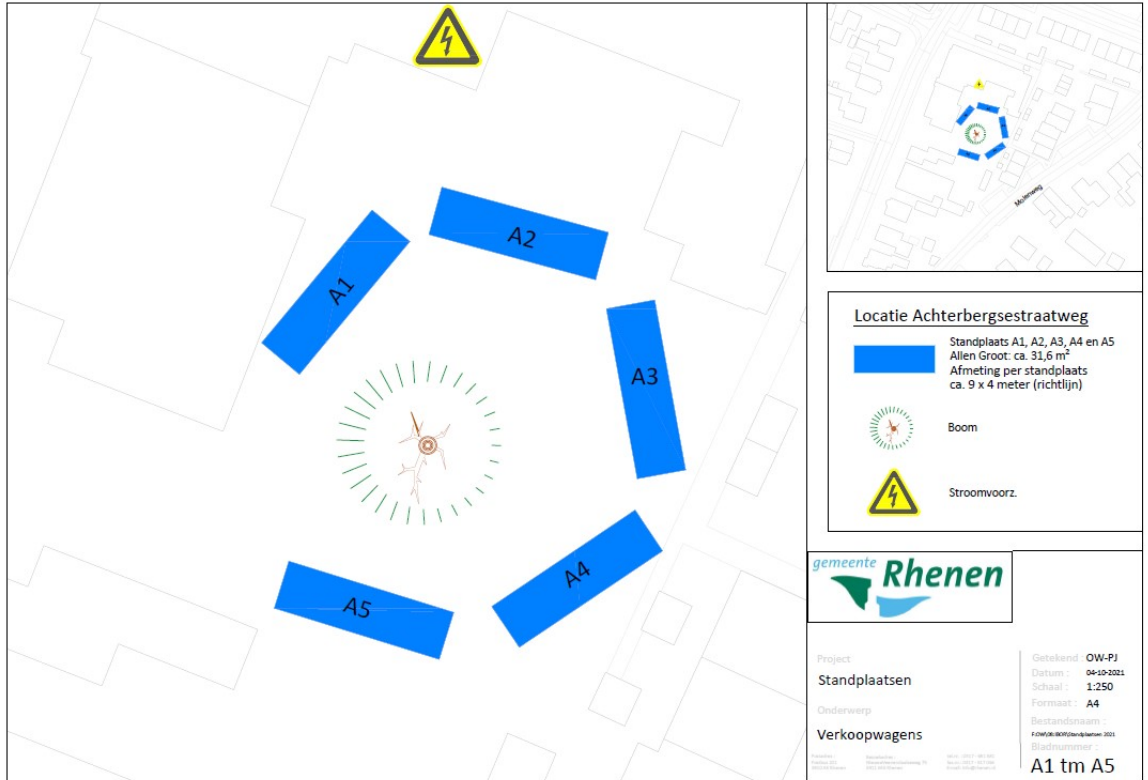 A1
A2
A3
A4
A5
Molenweg
Locatie Achterbergsestraatweg
Standplaats A1, A2, A3, A4 en A5
Allen Groot: ca. 31,6 m²
Afmeting per standplaats
ca. 9 x 4 meter (richtlijn)
Boom
Stroomvoorz.
gemeente Rhenen
Project
Standplaatsen
Onderwerp
Verkoopwagens
Getekend : OW-PJ
Datum : 04-10-2021
Schaal : 1:250
Formaat : A4
Bestandsnaam :
Bladnummer :
A1 tm A5